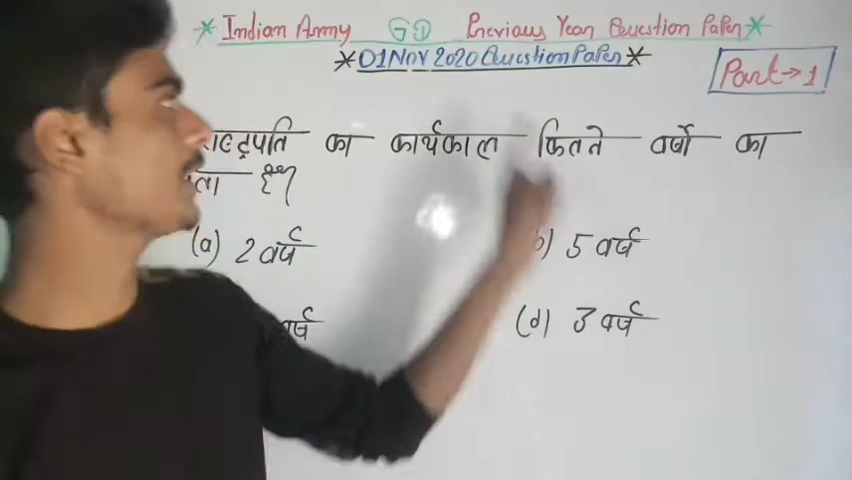 *Indian Army GD Previous Year Question Paper*
*01 Nov 2020 Question Paper*
Part→1
राष्ट्रपति का कार्यकाल कितने वर्षो का
है?
(a) 2 वर्ष
5 वर्ष
वर्ष
(d) 3 वर्ष